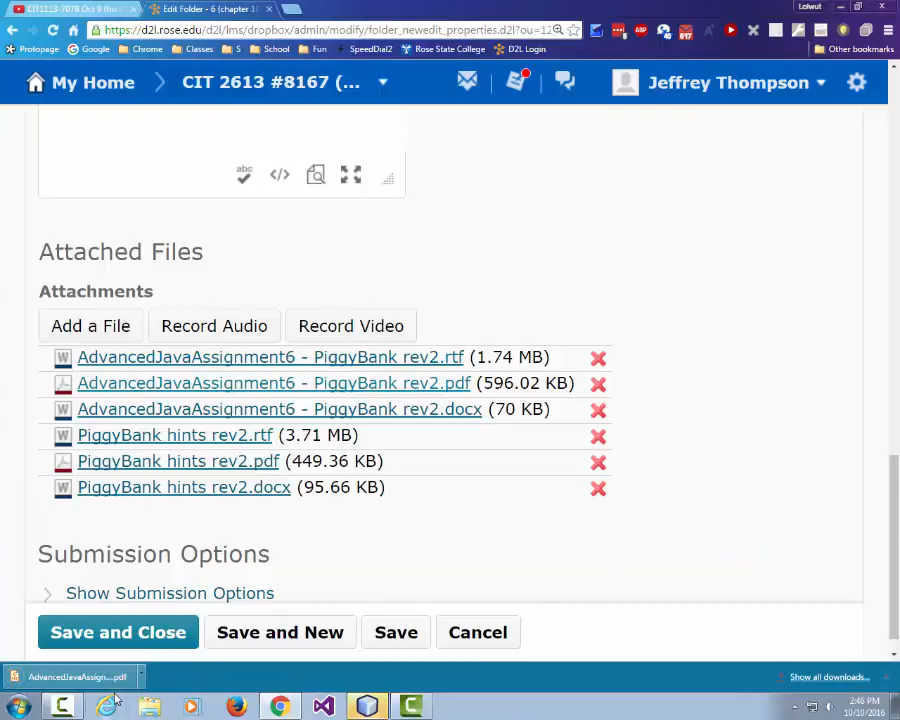 CIT1113-7078 Oct 9 (fru
Edit Folder - 6 (chapter 1
Loiwut
https://d2l.rose.edu/d2l/lms/dropbox/admin/modify/folder_newedit_properties.d2l?ou=12
Protopage Google Chrome Classes S School Fun SpeedDial2 Rose State College D2L Login Other bookmarks
My Home CIT 2613 #8167 (... Jeffrey Thompson
abc
Attached Files
Attachments
Add a File Record Audio Record Video
AdvancedJavaAssignment6 - PiggyBank rev2.rtf (1.74 MB)
AdvancedJavaAssignment6 - PiggyBank rev2.pdf (596.02 KB)
AdvancedJavaAssignment6 - PiggyBank rev2.docx (70 KB)
PiggyBank hints rev2.rtf (3.71 MB)
PiggyBank hints rev2.pdf (449.36 KB)
PiggyBank hints rev2.docx (95.66 KB)
Submission Options
Show Submission Options
Save and Close Save and New Save Cancel
AdvancedJavaAssign....pdf Show all downloads...
2:46 PM
10/10/2016